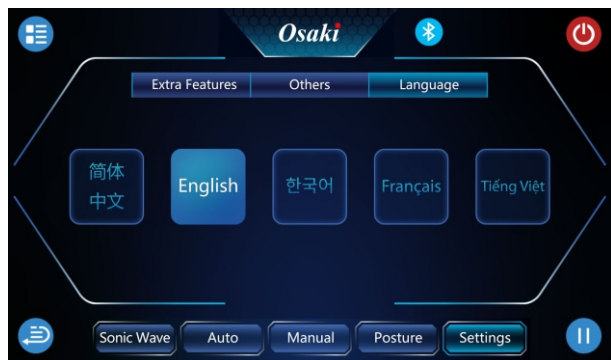 Osaki
Extra Features
Others
Language
简体
中文
English
한국어
Français
Tiếng Việt
Sonic Wave
Auto
Manual
Posture
Settings